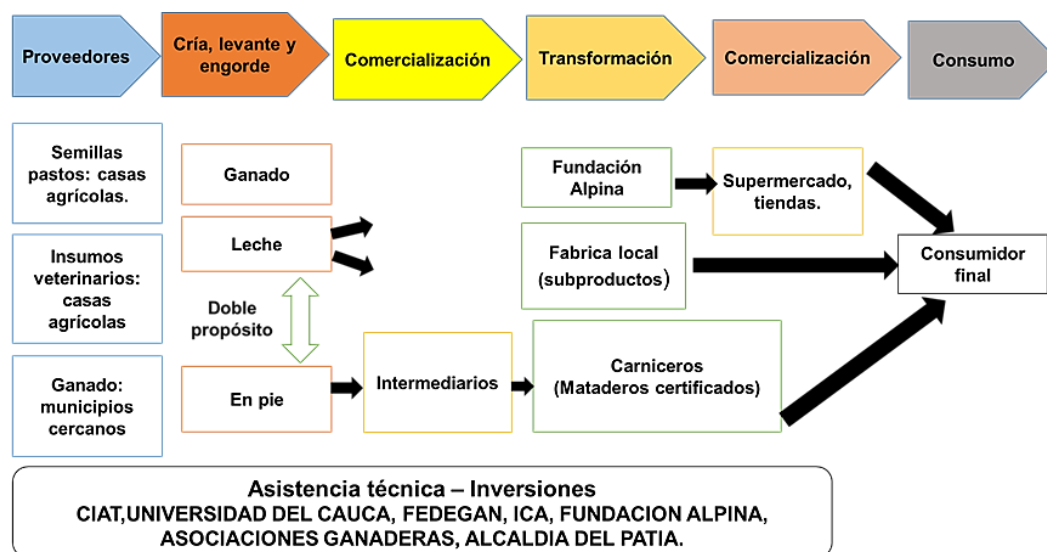 Proveedores
Cría, levante y
engorde
Comercialización
Transformación
Comercialización
Consumo
Semillas
pastos: casas
agrícolas.
Insumos
veterinarios:
casas
agrícolas
Ganado:
municipios
cercanos
Ganado
Leche
Doble
propósito
En pie
Intermediarios
Fundación
Alpina
Fabrica local
(subproductos)
Carniceros
(Mataderos certificados)
Supermercado,
tiendas.
Consumidor
final
Asistencia técnica – Inversiones
CIAT,UNIVERSIDAD DEL CAUCA, FEDEGAN, ICA, FUNDACION ALPINA,
ASOCIACIONES GANADERAS, ALCALDIA DEL PATIA.